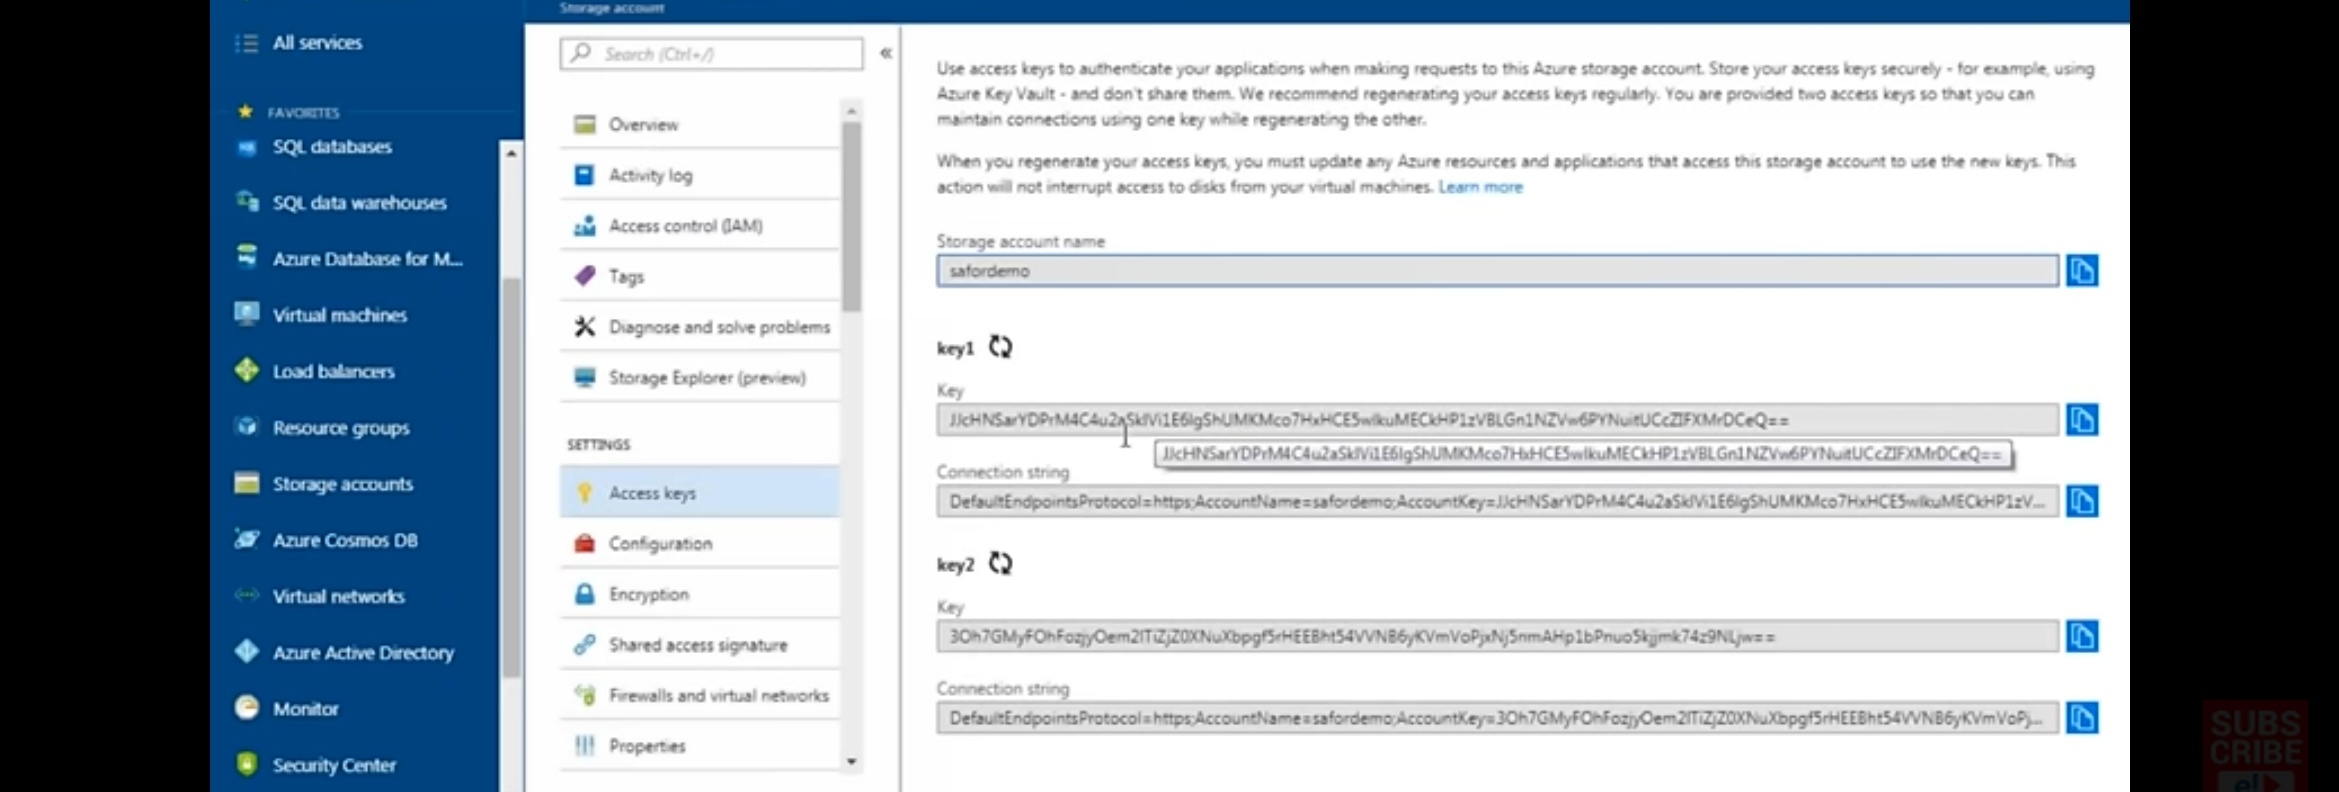 Storage account
All services
FAVORITES
SQL databases
SQL data warehouses
Azure Database for M...
Virtual machines
Load balancers
Resource groups
Storage accounts
Azure Cosmos DB
Virtual networks
Azure Active Directory
Monitor
Security Center
Search (Ctrl+/)
Overview
Activity log
Access control (IAM)
Tags
Diagnose and solve problems
Storage Explorer (preview)
SETTINGS
Access keys
Configuration
Encryption
Shared access signature
Firewalls and virtual networks
Properties
Use access keys to authenticate your applications when making requests to this Azure storage account. Store your access keys securely - for example, using
Azure Key Vault - and don't share them. We recommend regenerating your access keys regularly. You are provided two access keys so that you can
maintain connections using one key while regenerating the other.
When you regenerate your access keys, you must update any Azure resources and applications that access this storage account to use the new keys. This
action will not interrupt access to disks from your virtual machines. Learn more
Storage account name
safordemo
key1
Key
Connection string
DefaultEndpointsProtocol=https;AccountName=safordemo;AccountKey=
key2
Key
Connection string
DefaultEndpointsProtocol=https;AccountName=safordemo;AccountKey=
SUBS
CRIBE